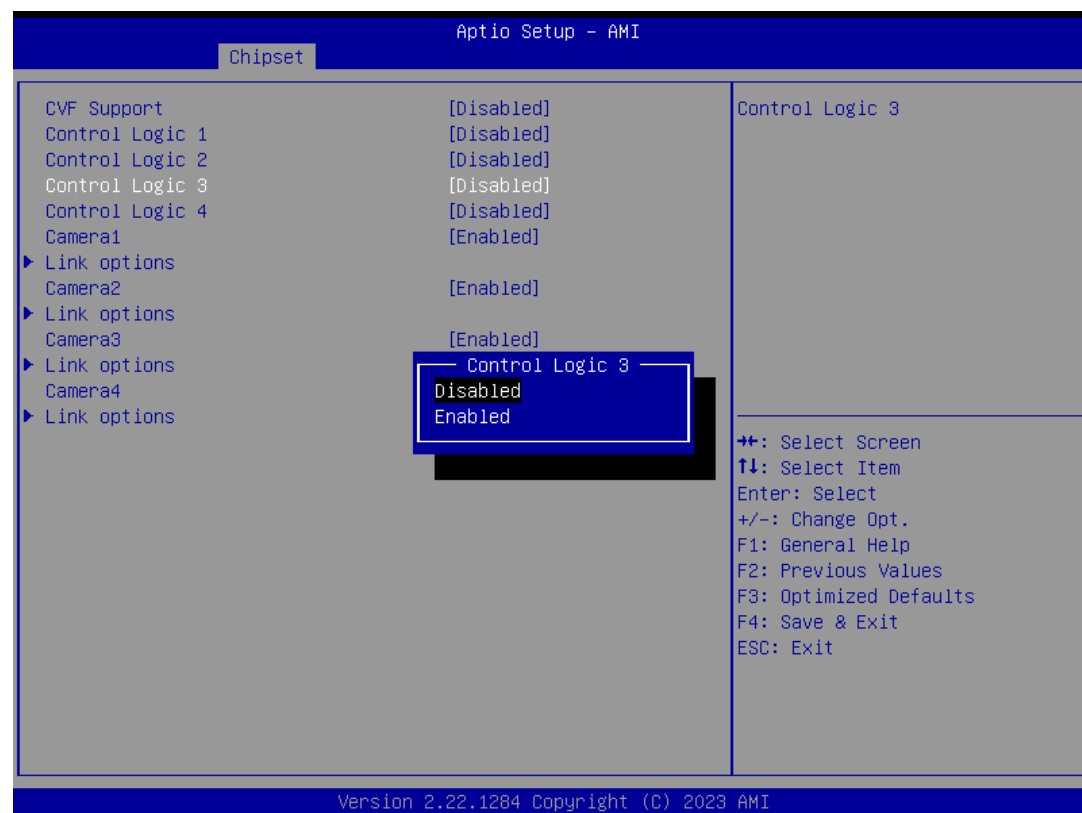 Aptio Setup – AMI
Chipset
CVF Support [Disabled]
Control Logic 1 [Disabled]
Control Logic 2 [Disabled]
Control Logic 3 [Disabled]
Control Logic 4 [Disabled]
Camera1 [Enabled]
Link options
Camera2 [Enabled]
Link options
Camera3 [Enabled]
Link options
Camera4
Link options
Control Logic 3
Disabled
Enabled
Control Logic 3
→←: Select Screen
↑↓: Select Item
Enter: Select
+/-: Change Opt.
F1: General Help
F2: Previous Values
F3: Optimized Defaults
F4: Save & Exit
ESC: Exit
Version 2.22.1284 Copyright (C) 2023 AMI